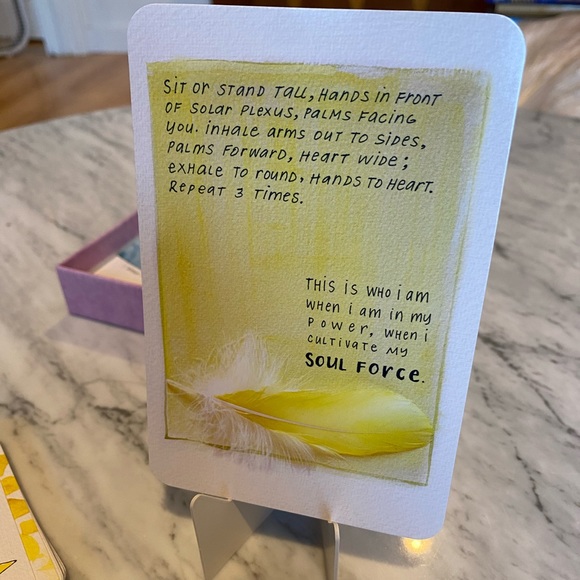 Sit or stand tall, hands in front
of solar plexus, palms facing
you. inhale arms out to sides,
palms forward, heart wide;
exhale to round, hands to heart.
Repeat 3 times.
This is who i am
when i am in my
power, when i
cultivate my
SOUL FORCE.